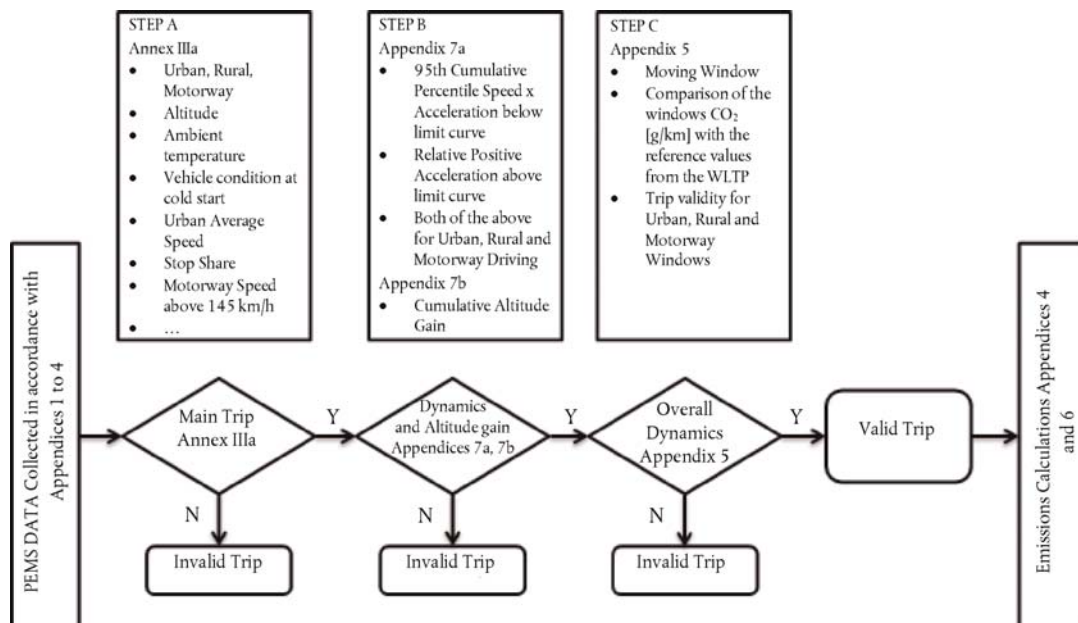 STEP A
Annex IIIa
• Urban, Rural,
Motorway
• Altitude
• Ambient
temperature
• Vehicle condition at
cold start
• Urban Average
Speed
• Stop Share
• Motorway Speed
above 145 km/h
• ...
STEP B
Appendix 7a
• 95th Cumulative
Percentile Speed x
Acceleration below
limit curve
• Relative Positive
Acceleration above
limit curve
• Both of the above
for Urban, Rural and
Motorway Driving
Appendix 7b
• Cumulative Altitude
Gain
STEP C
Appendix 5
• Moving Window
• Comparison of the
windows CO₂
[g/km] with the
reference values
from the WLTP
• Trip validity for
Urban, Rural and
Motorway
Windows
PEMS DATA Collected in accordance with
Appendices 1 to 4
Main Trip
Annex IIIa
Y
N
Invalid Trip
Dynamics
and Altitude gain
Appendices 7a, 7b
Y
N
Invalid Trip
Overall
Dynamics
Appendix 5
Y
N
Invalid Trip
Valid Trip
Emissions Calculations Appendices 4
and 6